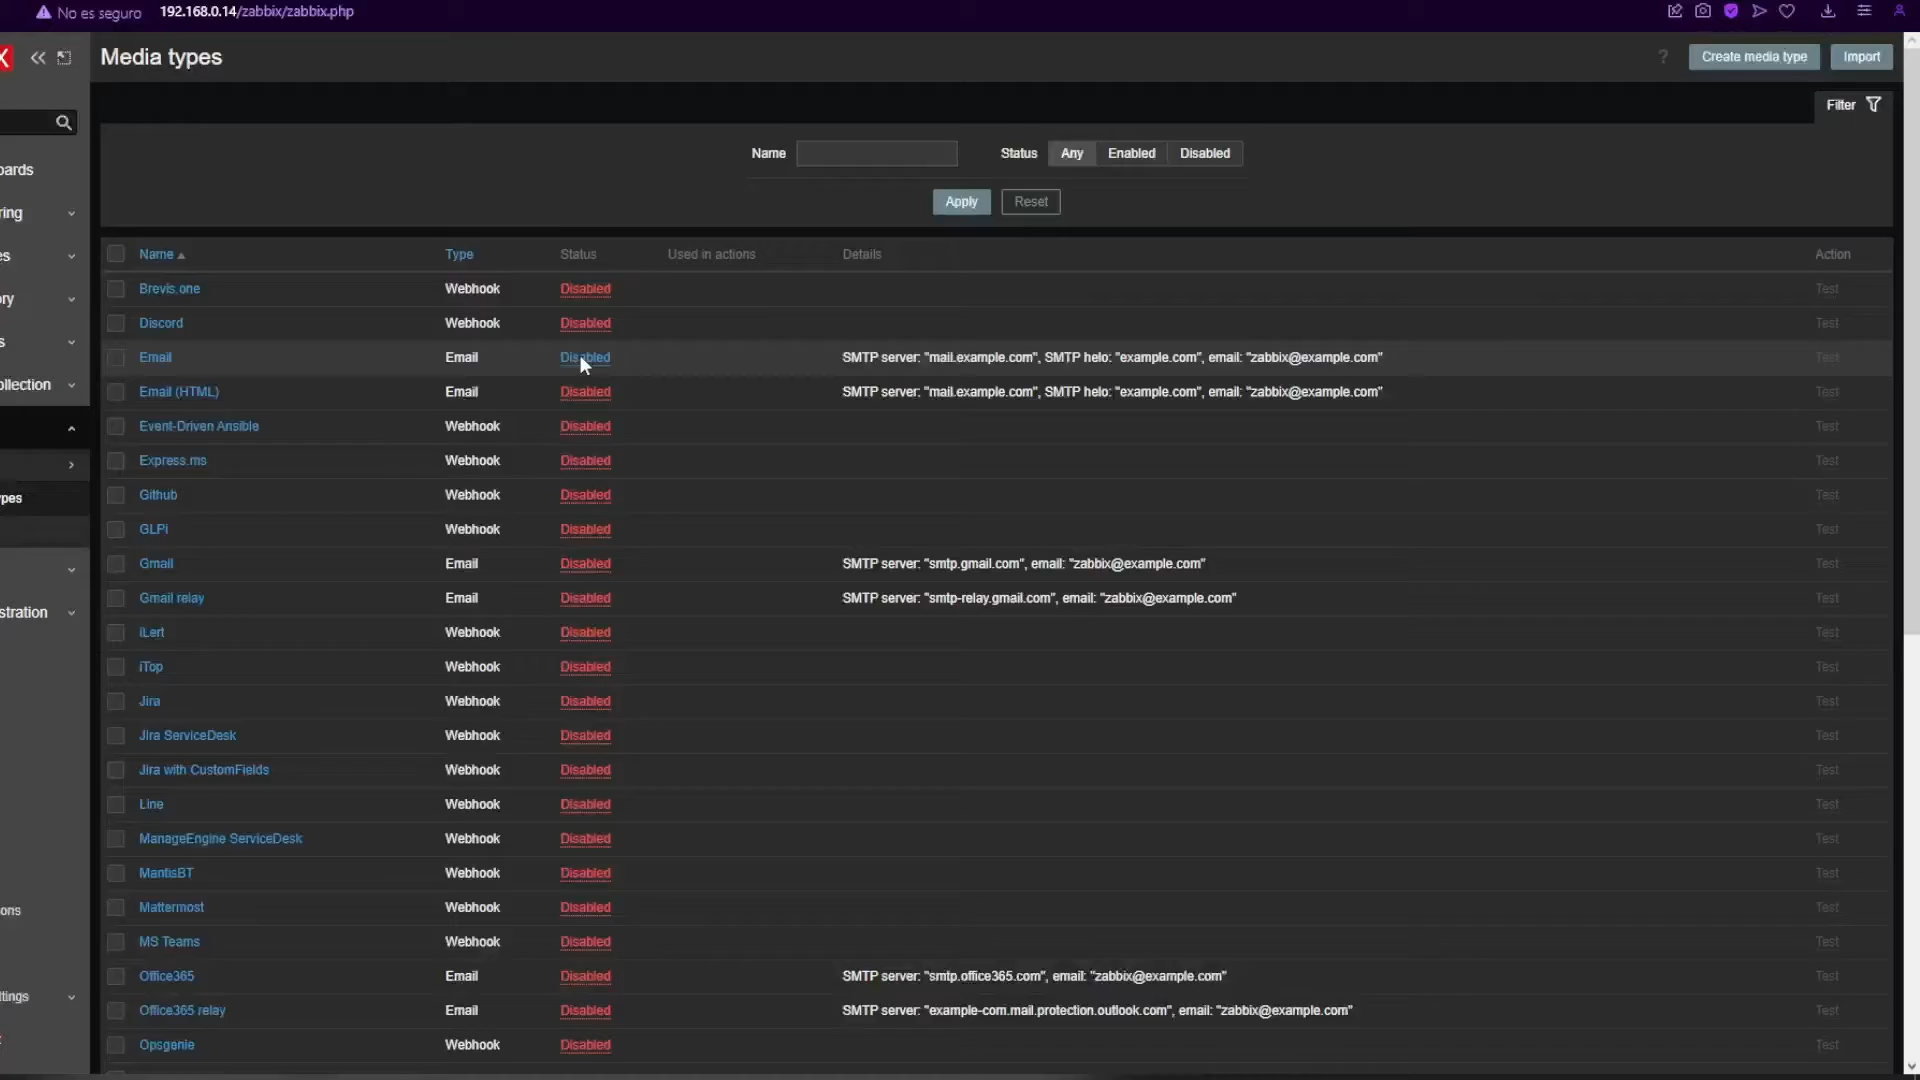 No es seguro 192.168.0.14/zabbix/zabbix.php
X Media types ? Create media type Import
Filter
Name Status Any Enabled Disabled
Apply Reset
oards
ring
es
ory
s
ollection
ypes
stration
ons
ttings
Name Type Status Used in actions Details Action
Brevis.one Webhook Disabled Test
Discord Webhook Disabled Test
Email Email Disabled SMTP server: "mail.example.com", SMTP helo: "example.com", email: "zabbix@example.com" Test
Email (HTML) Email Disabled SMTP server: "mail.example.com", SMTP helo: "example.com", email: "zabbix@example.com" Test
Event-Driven Ansible Webhook Disabled Test
Express.ms Webhook Disabled Test
Github Webhook Disabled Test
GLPi Webhook Disabled Test
Gmail Email Disabled SMTP server: "smtp.gmail.com", email: "zabbix@example.com" Test
Gmail relay Email Disabled SMTP server: "smtp-relay.gmail.com", email: "zabbix@example.com" Test
iLert Webhook Disabled Test
iTop Webhook Disabled Test
Jira Webhook Disabled Test
Jira ServiceDesk Webhook Disabled Test
Jira with CustomFields Webhook Disabled Test
Line Webhook Disabled Test
ManageEngine ServiceDesk Webhook Disabled Test
MantisBT Webhook Disabled Test
Mattermost Webhook Disabled Test
MS Teams Webhook Disabled Test
Office365 Email Disabled SMTP server: "smtp.office365.com", email: "zabbix@example.com" Test
Office365 relay Email Disabled SMTP server: "example-com.mail.protection.outlook.com", email: "zabbix@example.com" Test
Opsgenie Webhook Disabled Test